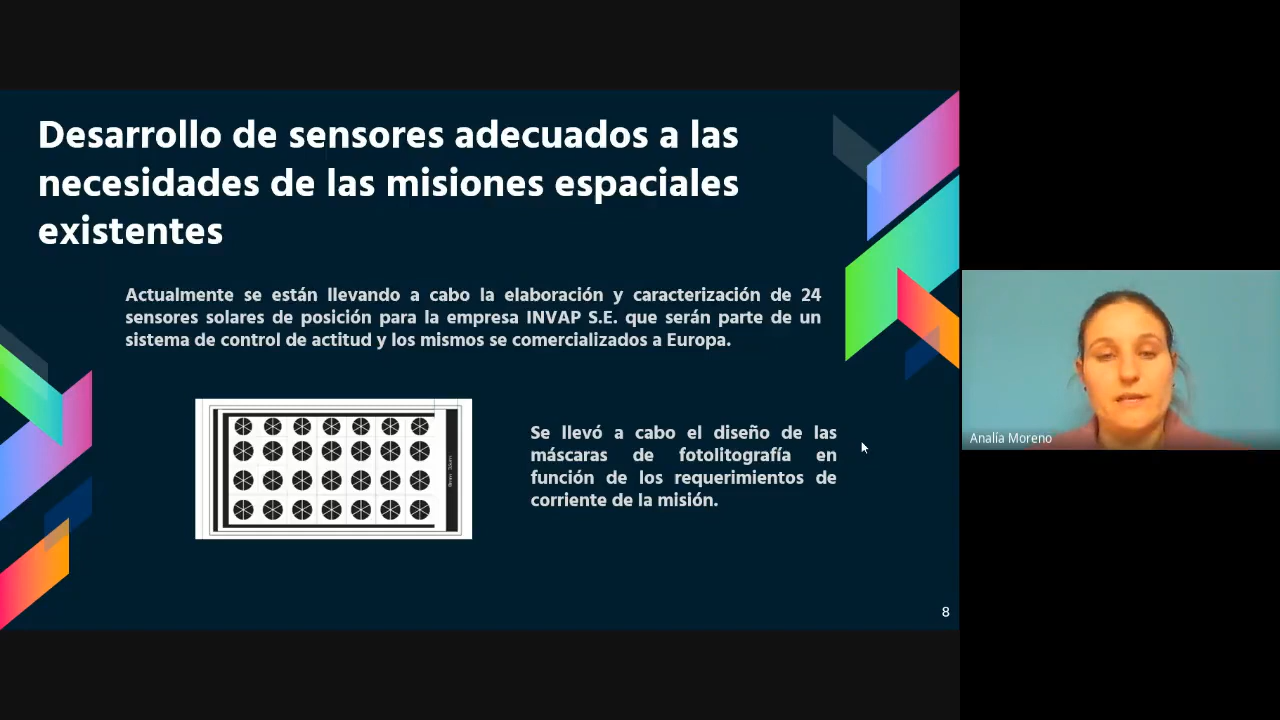 Desarrollo de sensores adecuados a las
necesidades de las misiones espaciales
existentes
Actualmente se están llevando a cabo la elaboración y caracterización de 24
sensores solares de posición para la empresa INVAP S.E. que serán parte de un
sistema de control de actitud y los mismos se comercializados a Europa.
Se llevó a cabo el diseño de las
máscaras de fotolitografía en
función de los requerimientos de
corriente de la misión.
8
Analía Moreno